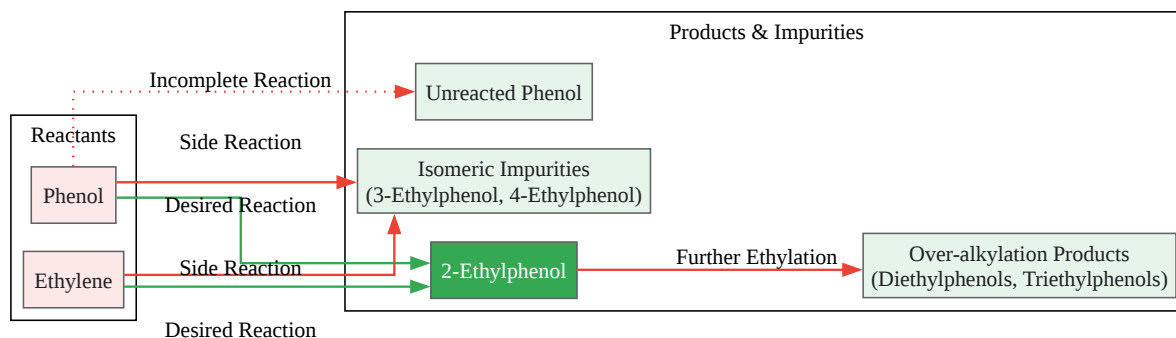 Products & Impurities
Incomplete Reaction
Unreacted Phenol
Reactants
Side Reaction
Phenol
Isomeric Impurities
(3-Ethylphenol, 4-Ethylphenol)
Desired Reaction
Ethylene
Side Reaction
2-Ethylphenol
Further Ethylation
Over-alkylation Products
(Diethylphenols, Triethylphenols)
Desired Reaction